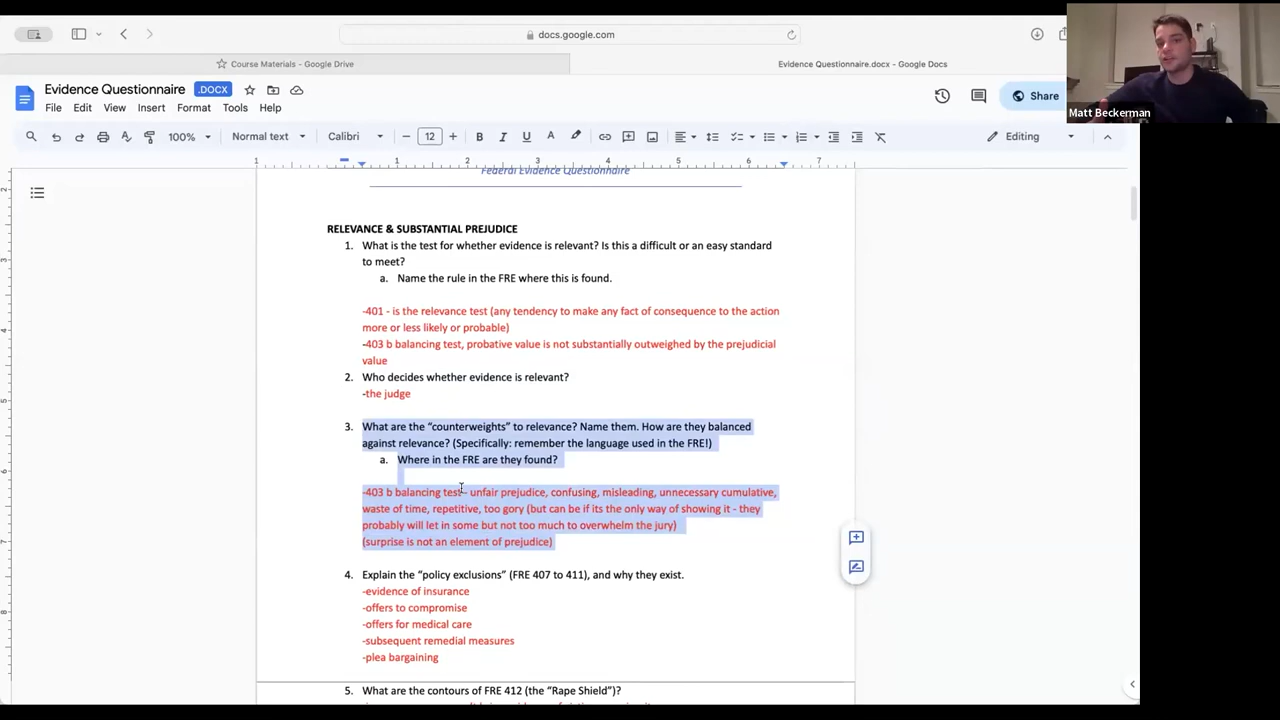 docs.google.com
Course Materials - Google Drive
Evidence Questionnaire.docx - Google Docs
Evidence Questionnaire .DOCX
File Edit View Insert Format Tools Help
Share
Matt Beckerman
100% Normal text Calibri 12 Editing
1 1 2 3 4 5 6 7
Federal Evidence Questionnaire
RELEVANCE & SUBSTANTIAL PREJUDICE
1. What is the test for whether evidence is relevant? Is this a difficult or an easy standard
to meet?
a. Name the rule in the FRE where this is found.
-401 - is the relevance test (any tendency to make any fact of consequence to the action
more or less likely or probable)
-403 b balancing test, probative value is not substantially outweighed by the prejudicial
value
2. Who decides whether evidence is relevant?
-the judge
3. What are the “counterweights” to relevance? Name them. How are they balanced
against relevance? (Specifically: remember the language used in the FRE!)
a. Where in the FRE are they found?
-403 b balancing test - unfair prejudice, confusing, misleading, unnecessary cumulative,
waste of time, repetitive, too gory (but can be if its the only way of showing it - they
probably will let in some but not too much to overwhelm the jury)
(surprise is not an element of prejudice)
4. Explain the “policy exclusions” (FRE 407 to 411), and why they exist.
-evidence of insurance
-offers to compromise
-offers for medical care
-subsequent remedial measures
-plea bargaining
5. What are the contours of FRE 412 (the “Rape Shield”)?